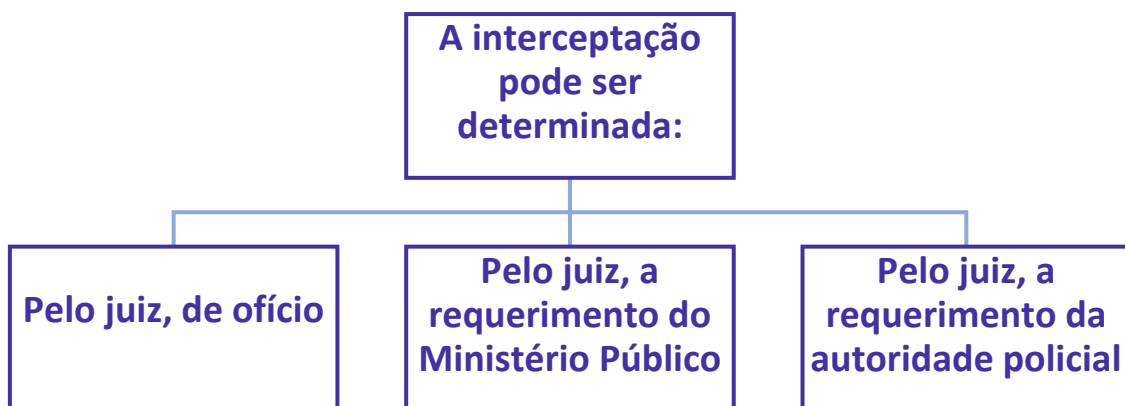 A interceptação
pode ser
determinada:
Pelo juiz, de ofício
Pelo juiz, a
requerimento do
Ministério Público
Pelo juiz, a
requerimento da
autoridade policial